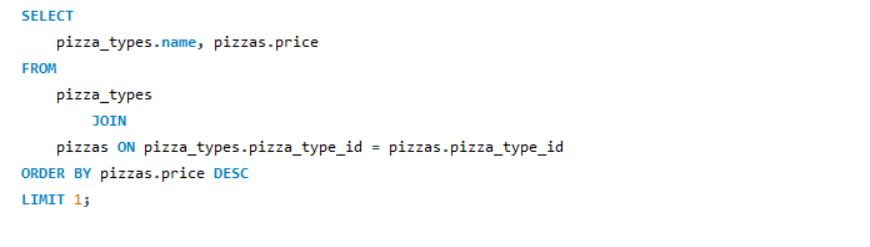 SELECT
    pizza_types.name, pizzas.price
FROM
    pizza_types
        JOIN
    pizzas ON pizza_types.pizza_type_id = pizzas.pizza_type_id
ORDER BY pizzas.price DESC
LIMIT 1;